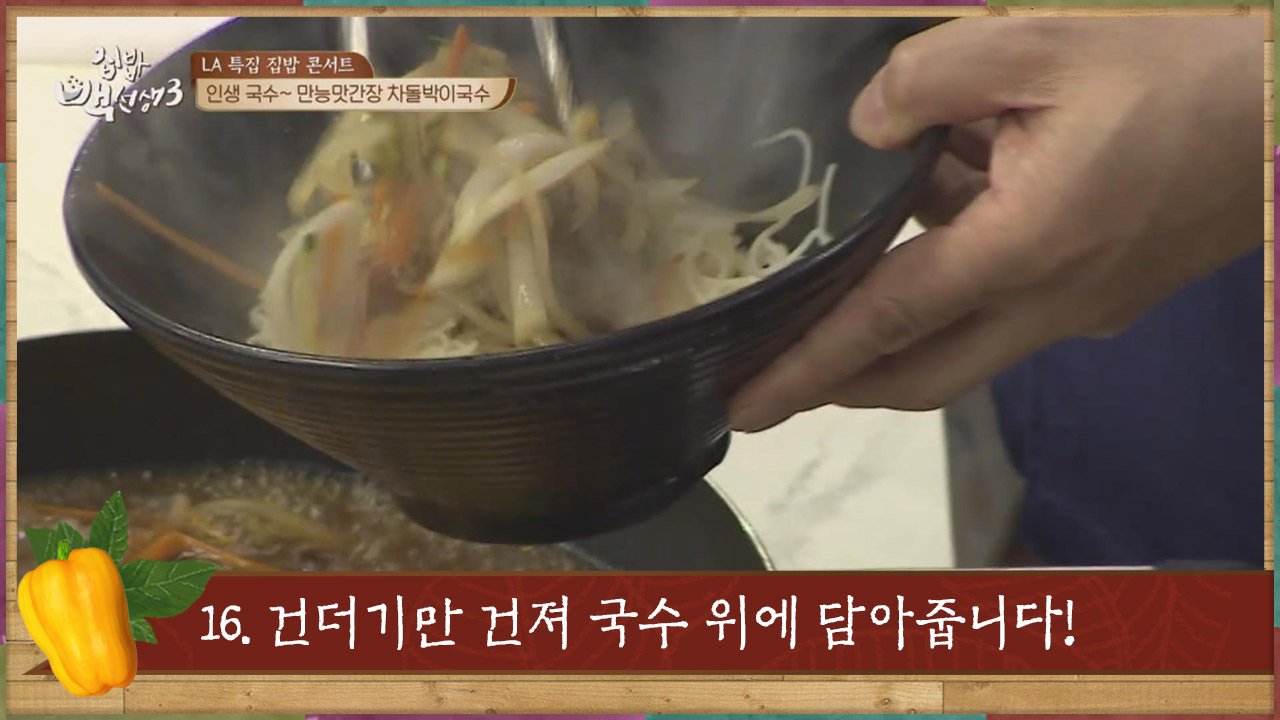 집밥
백선생3
LA 특집 집밥 콘서트
인생 국수~ 만능맛간장 차돌박이국수
16. 건더기만 건져 국수 위에 담아줍니다!